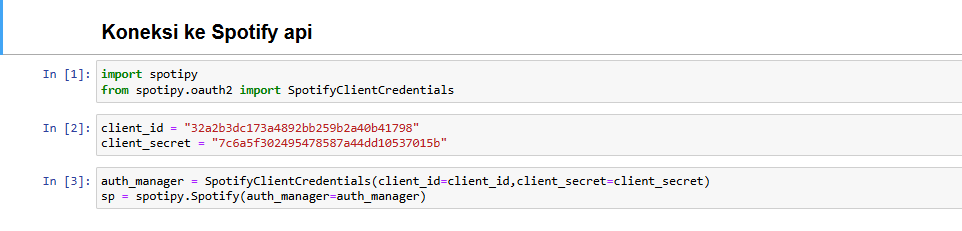 Koneksi ke Spotify api
In [1]: import spotipy
from spotipy.oauth2 import SpotifyClientCredentials
In [2]: client_id = "32a2b3dc173a4892bb259b2a40b41798"
client_secret = "7c6a5f302495478587a44dd10537015b"
In [3]: auth_manager = SpotifyClientCredentials(client_id=client_id,client_secret=client_secret)
sp = spotipy.Spotify(auth_manager=auth_manager)